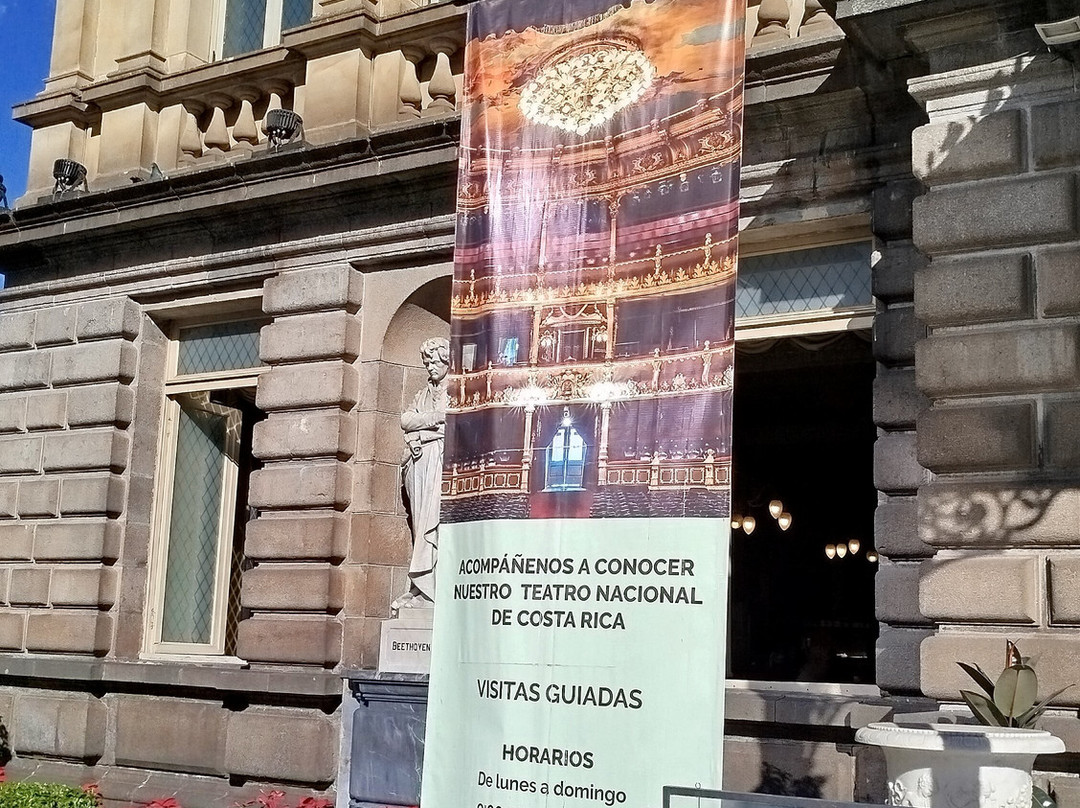 BEETHOVEN
ACOMPÁÑENOS A CONOCER
NUESTRO TEATRO NACIONAL
DE COSTA RICA
VISITAS GUIADAS
HORARIOS
De lunes a domingo